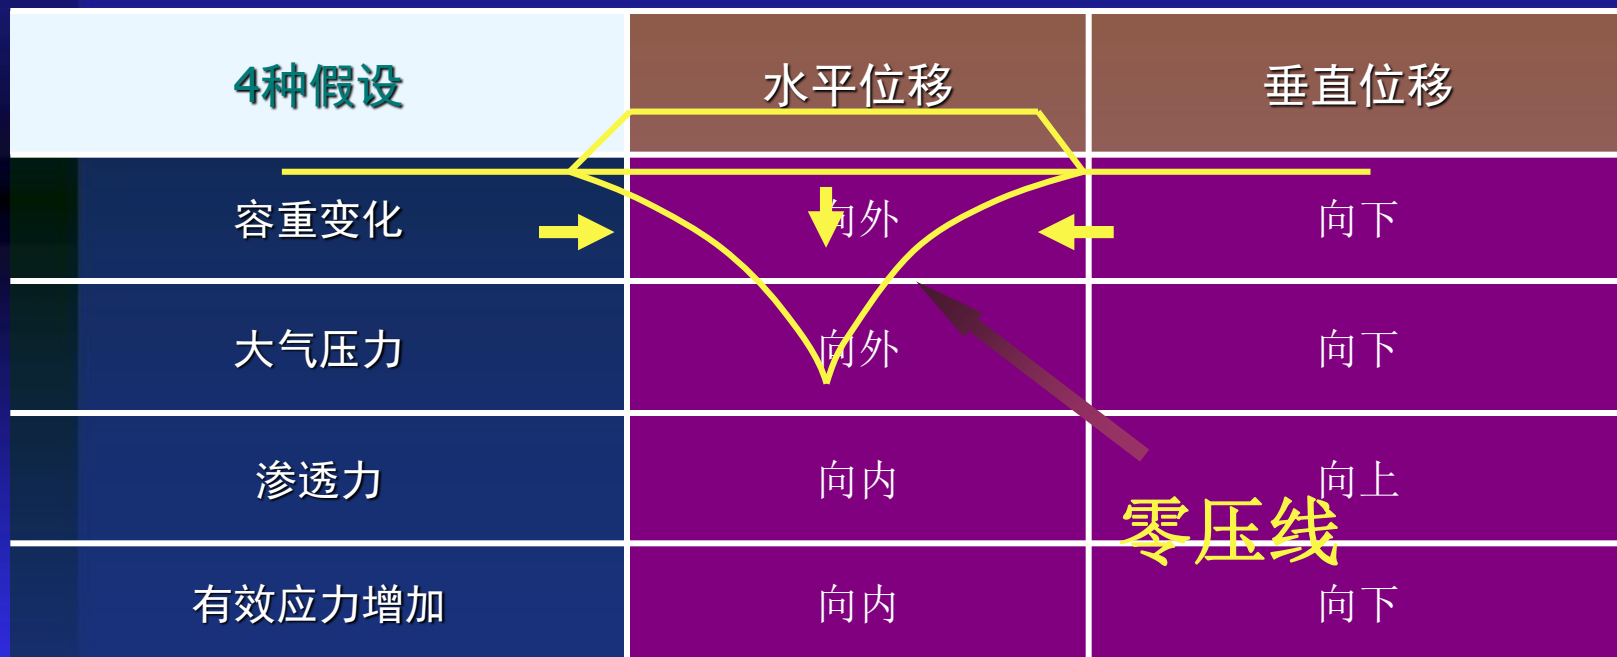 4种假设 水平位移 垂直位移
容重变化 向外 向下
大气压力 向外 向下
渗透力 向内 向上
零压线
有效应力增加 向内 向下